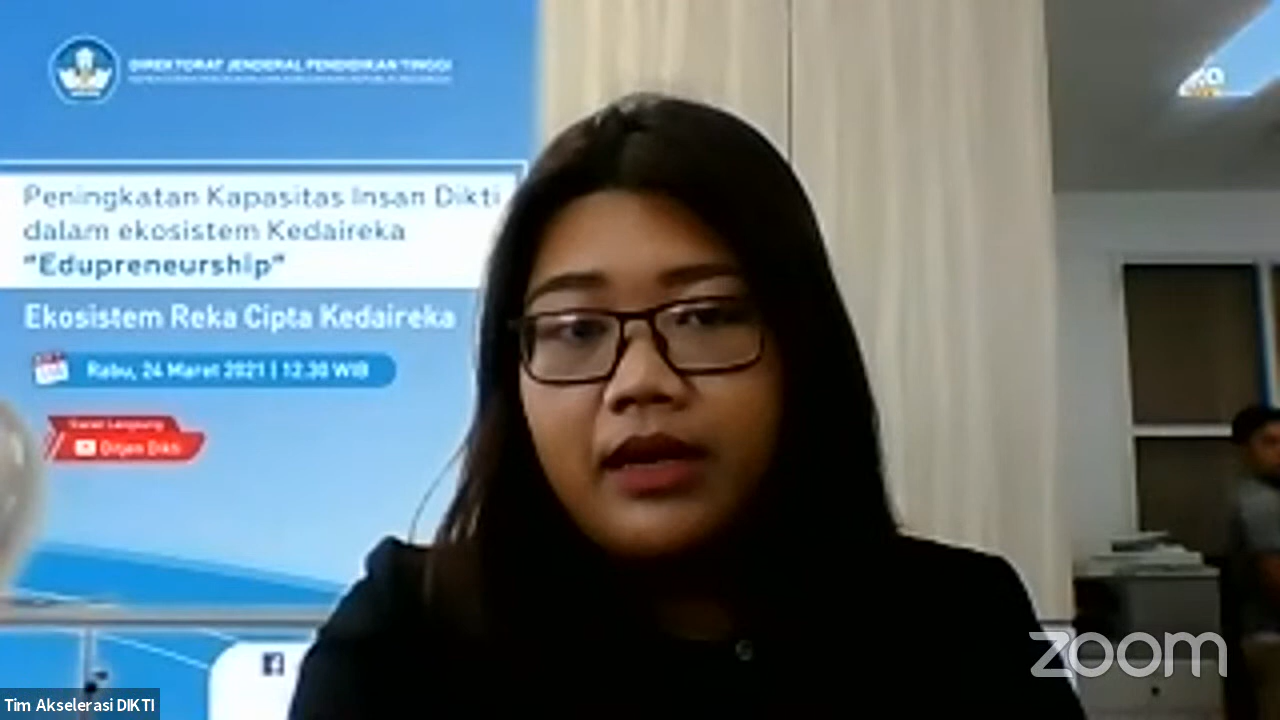 DIREKTORAT JENDERAL PENDIDIKAN TINGGI
Peningkatan Kapasitas Insan Dikti
dalam ekosistem Kedaireka
“Edupreneurship”
Ekosistem Reka Cipta Kedaireka
Rabu, 24 Maret 2021 | 12.30 WIB
Siaran Langsung
Ditjen Dikti
zoom
Tim Akselerasi DIKTI